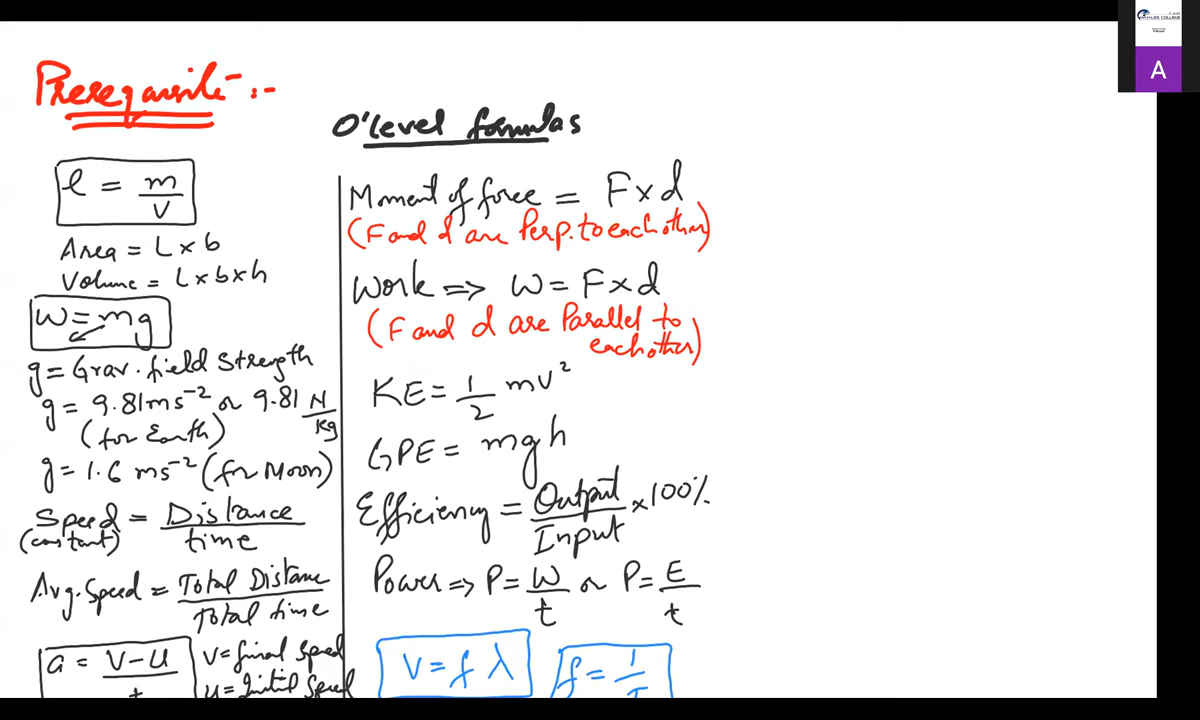 Prerequisite :-
O'level formulas
ρ = m/V
Area = L × b
Volume = L × b × h
W = mg
g = Grav. field Strength
g = 9.81 ms⁻² or 9.81 N/kg
(for Earth)
g = 1.6 ms⁻² (for Moon)
Speed = Distance/time
(constant)
Avg. Speed = Total Distance/Total time
a = V-u/t
V = final Speed
u = Initial Speed
Moment of force = F × d
(F and d are Perp. to each other)
Work => W = F × d
(F and d are Parallel to
each other)
KE = 1/2 mv²
GPE = mgh
Efficiency = Output/Input × 100%
Power => P = W/t or P = E/t
V = f λ
f = 1/T
WHALES COLLEGE
A